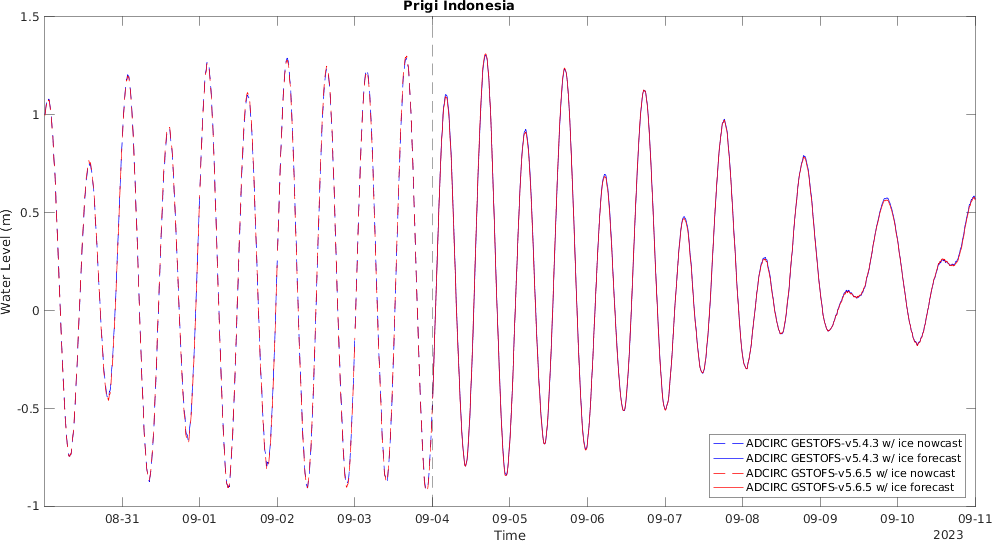 Prigi Indonesia
1.5
1
0.5
0
-0.5
-1
Water Level (m)
ADCIRC GESTOFS-v5.4.3 w/ ice nowcast
ADCIRC GESTOFS-v5.4.3 w/ ice forecast
ADCIRC GSTOFS-v5.6.5 w/ ice nowcast
ADCIRC GSTOFS-v5.6.5 w/ ice forecast
08-31 09-01 09-02 09-03 09-04 09-05 09-06 09-07 09-08 09-09 09-10 09-11
Time
2023